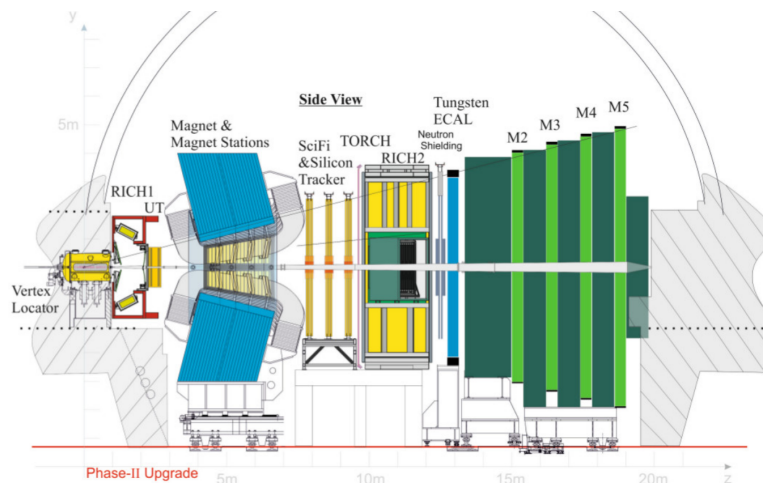 y
5m
Side View
Magnet &
Magnet Stations
SciFi
&Silicon
Tracker
TORCH
RICH2
Tungsten
ECAL
Neutron
Shielding
M2
M3
M4
M5
RICH1
UT
Vertex
Locator
Phase-II Upgrade
5m
10m
15m
20m
z